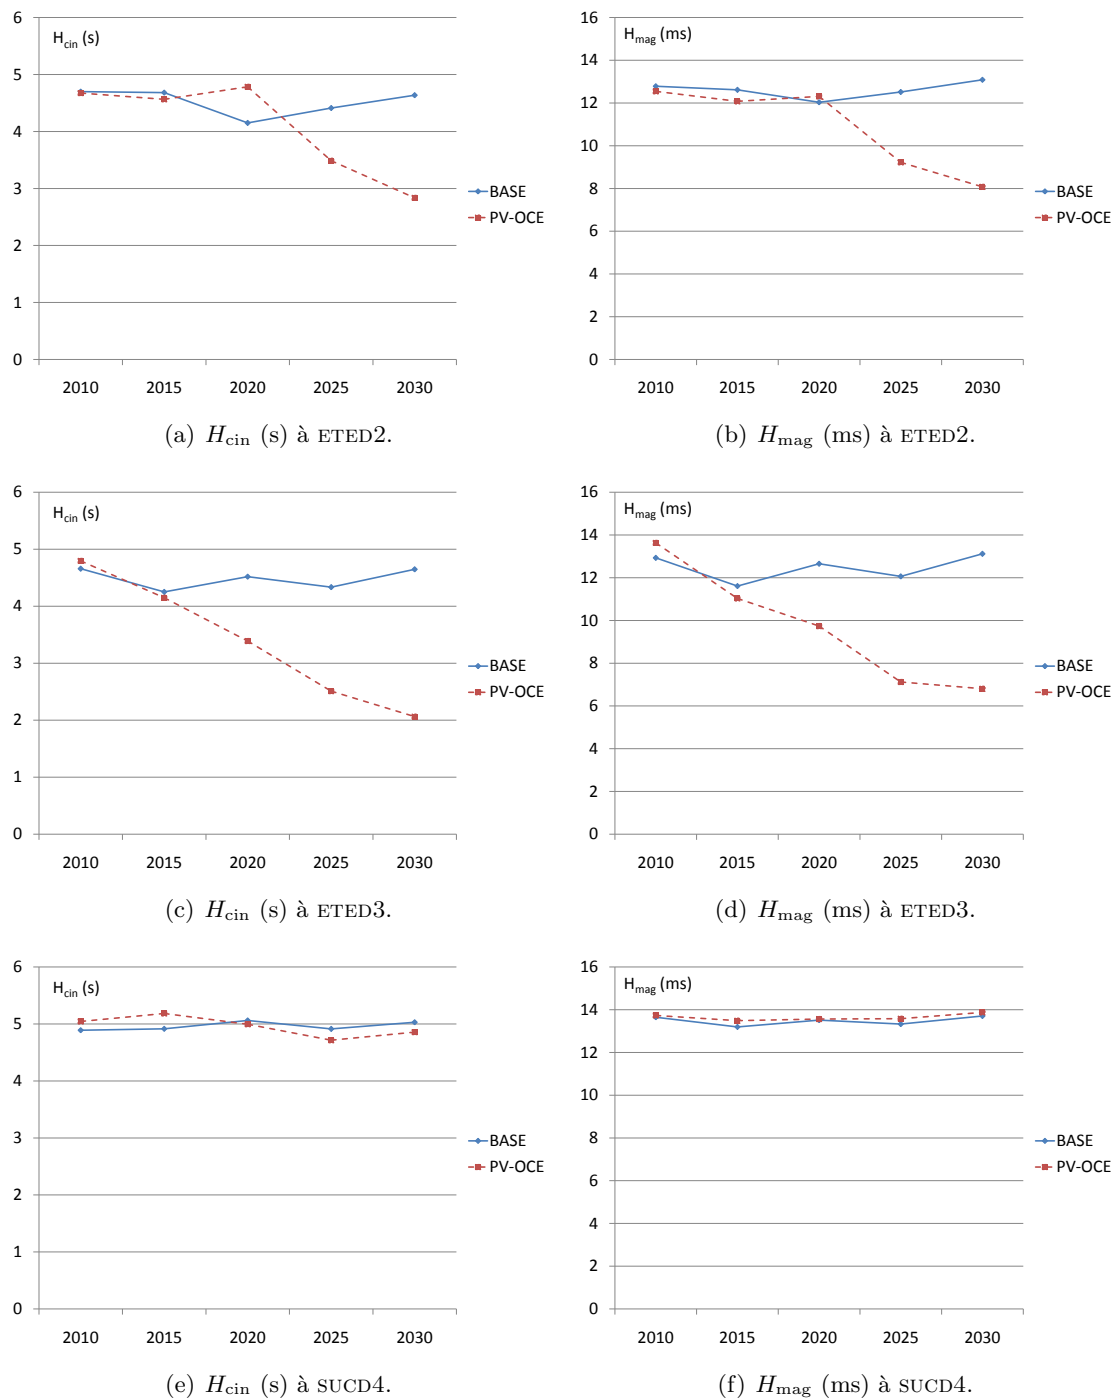 H_cin (s)
6
5
4
3
2
1
0
2010 2015 2020 2025 2030
BASE
PV-OCE
(a) H_cin (s) à ETED2.
H_mag (ms)
16
14
12
10
8
6
4
2
0
2010 2015 2020 2025 2030
BASE
PV-OCE
(b) H_mag (ms) à ETED2.
H_cin (s)
6
5
4
3
2
1
0
2010 2015 2020 2025 2030
BASE
PV-OCE
(c) H_cin (s) à ETED3.
H_mag (ms)
16
14
12
10
8
6
4
2
0
2010 2015 2020 2025 2030
BASE
PV-OCE
(d) H_mag (ms) à ETED3.
H_cin (s)
6
5
4
3
2
1
0
2010 2015 2020 2025 2030
BASE
PV-OCE
(e) H_cin (s) à SUCD4.
H_mag (ms)
16
14
12
10
8
6
4
2
0
2010 2015 2020 2025 2030
BASE
PV-OCE
(f) H_mag (ms) à SUCD4.